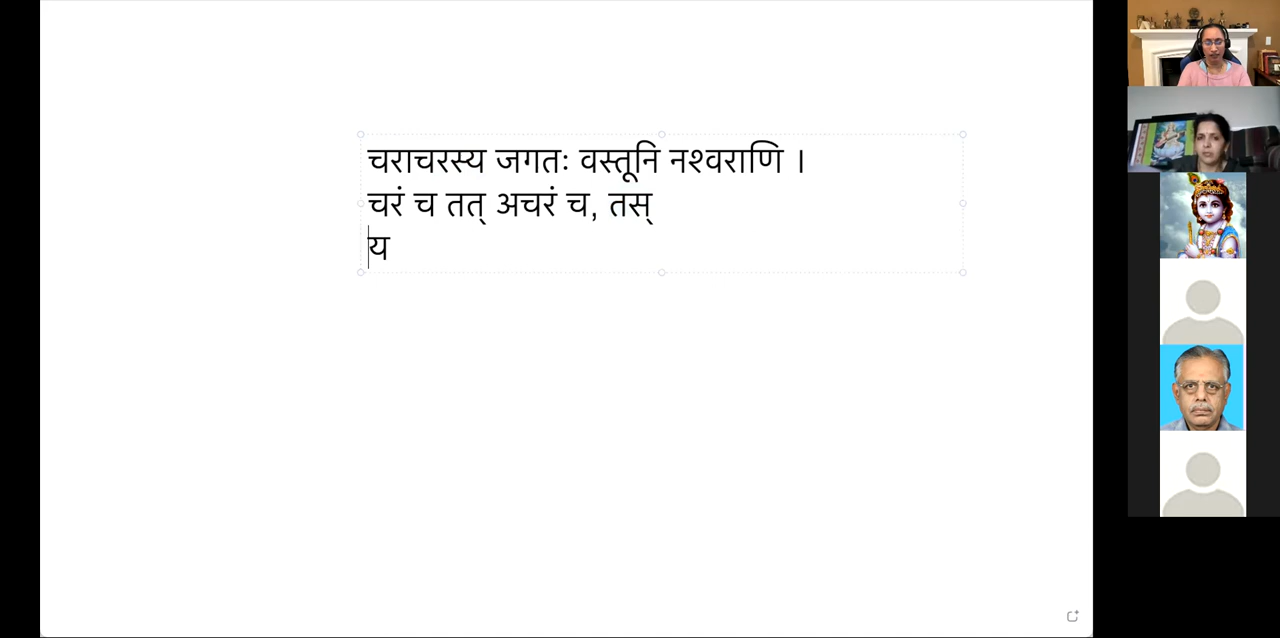 चराचरस्य जगतः वस्तूनि नश्वराणि ।
चरं च तत् अचरं च, तस्
य